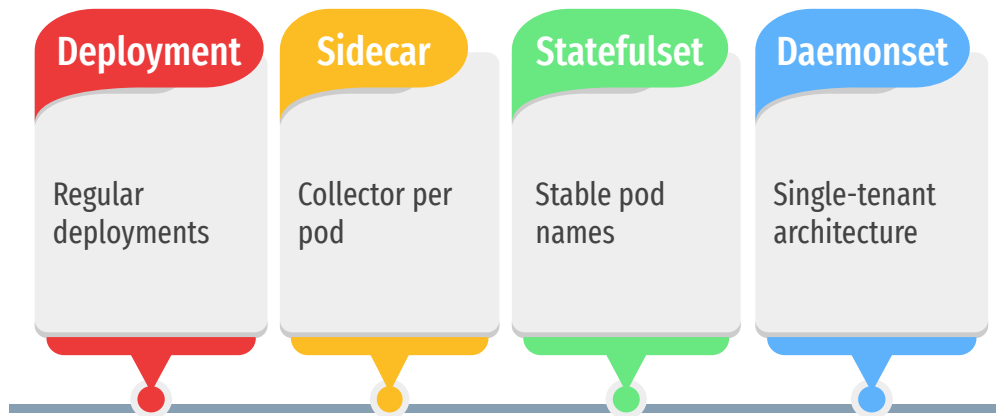 Deployment
Regular
deployments
Sidecar
Collector per
pod
Statefulset
Stable pod
names
Daemonset
Single-tenant
architecture